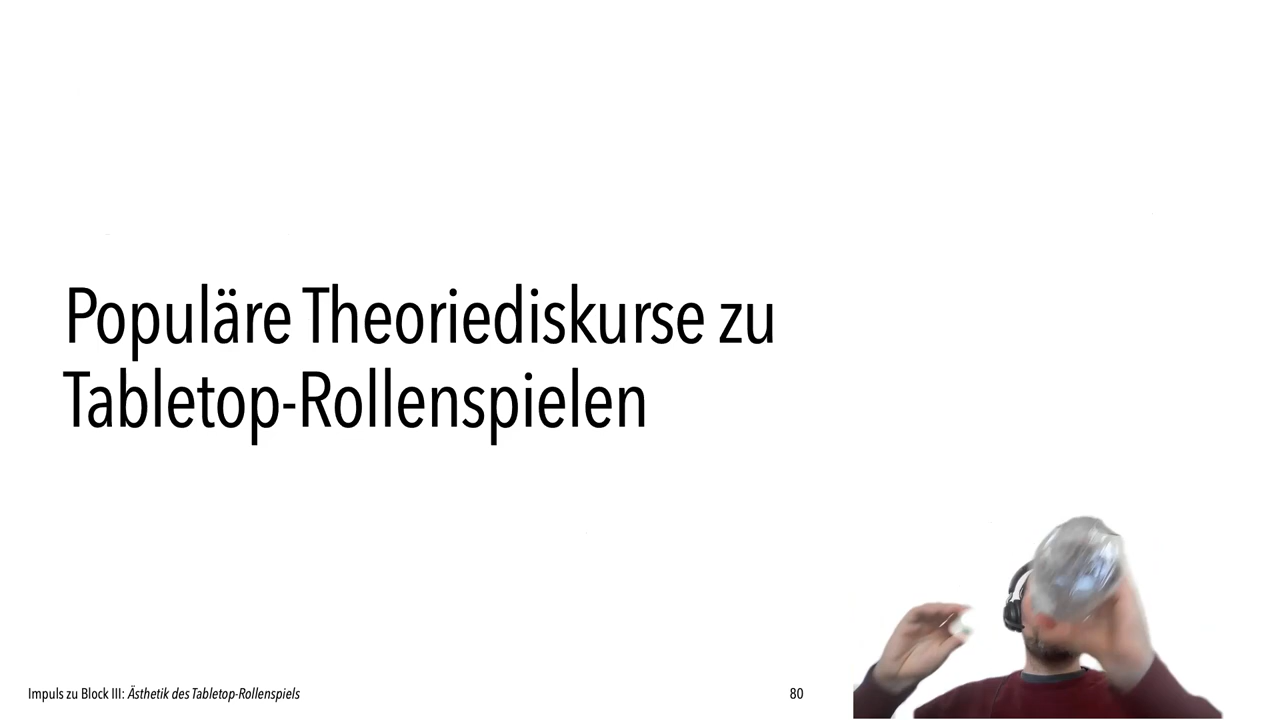 Populäre Theoriediskurse zu
Tabletop-Rollenspielen
Impuls zu Block III: Ästhetik des Tabletop-Rollenspiels
80